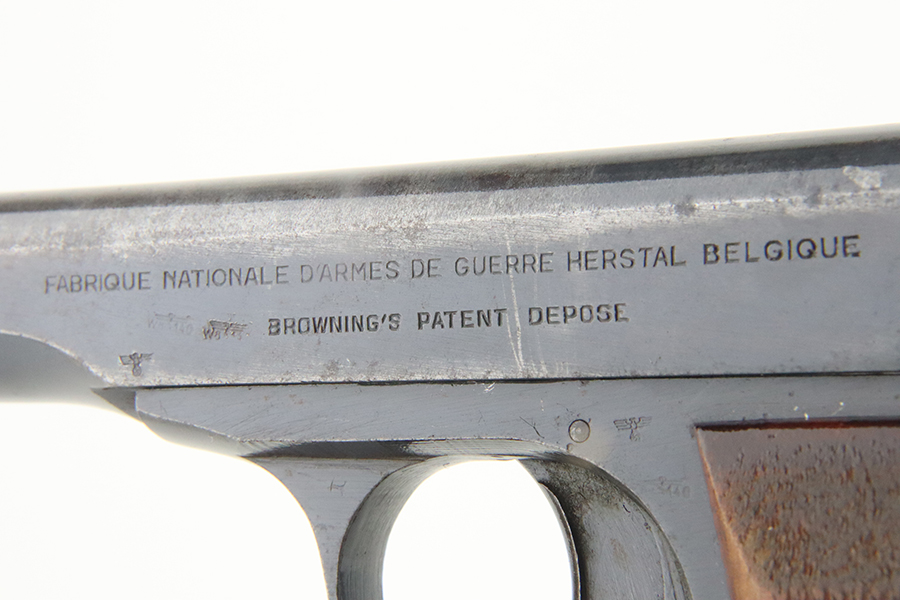 FABRIQUE NATIONALE D'ARMES DE GUERRE HERSTAL BELGIQUE
BROWNING'S PATENT DEPOSE